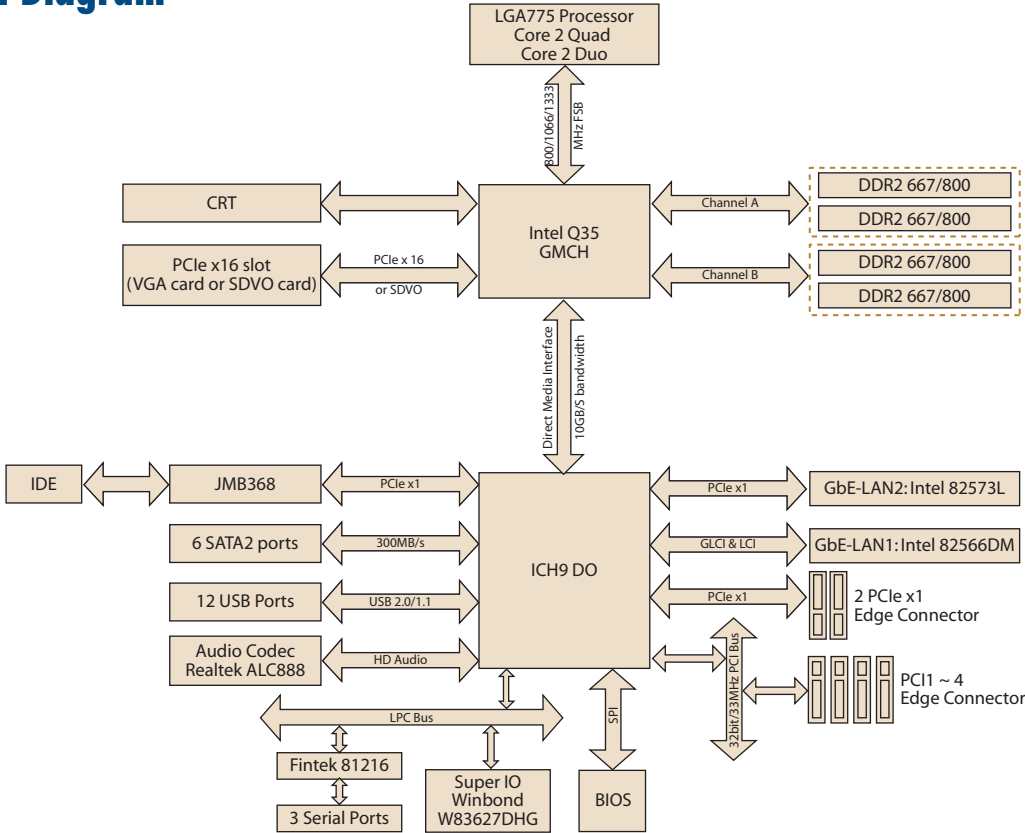 Diagram
LGA775 Processor
Core 2 Quad
Core 2 Duo
800/1066/1333
MHz FSB
CRT
Intel Q35
GMCH
Channel A
DDR2 667/800
DDR2 667/800
PCIe x16 slot
(VGA card or SDVO card)
PCIe x 16
or SDVO
Channel B
DDR2 667/800
DDR2 667/800
Direct Media Interface
10GB/S bandwidth
IDE
JMB368
PCIe x1
ICH9 DO
PCIe x1
GbE-LAN2: Intel 82573L
6 SATA2 ports
300MB/s
GLCI & LCI
GbE-LAN1: Intel 82566DM
12 USB Ports
USB 2.0/1.1
PCIe x1
2 PCIe x1
Edge Connector
Audio Codec
Realtek ALC888
HD Audio
32bit/33MHz PCI Bus
PCI1 ~ 4
Edge Connector
LPC Bus
SPI
Fintek 81216
3 Serial Ports
Super IO
Winbond
W83627DHG
BIOS